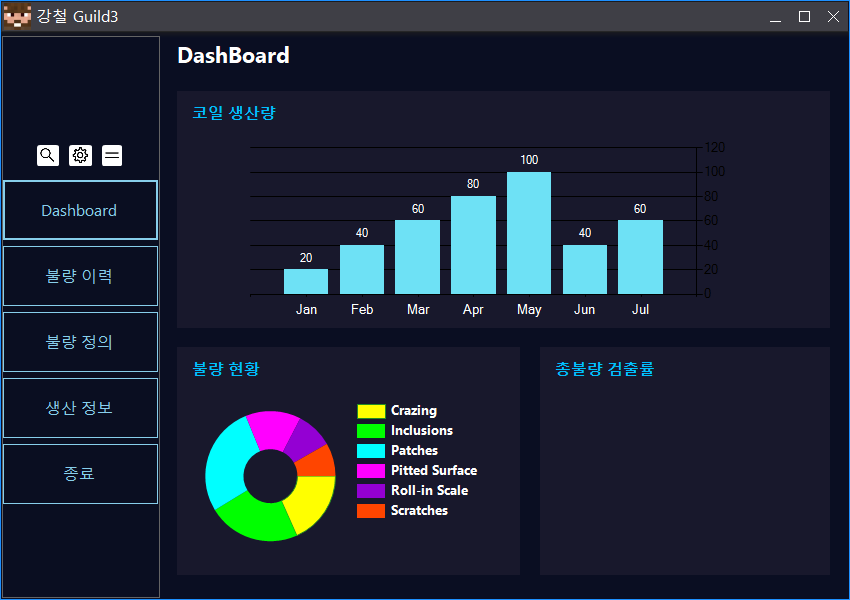 강철 Guild3
DashBoard
Dashboard
불량 이력
불량 정의
생산 정보
종료
코일 생산량
120
100
80
60
40
20
0
20
40
60
80
100
40
60
Jan
Feb
Mar
Apr
May
Jun
Jul
불량 현황
Crazing
Inclusions
Patches
Pitted Surface
Roll-in Scale
Scratches
총불량 검출률